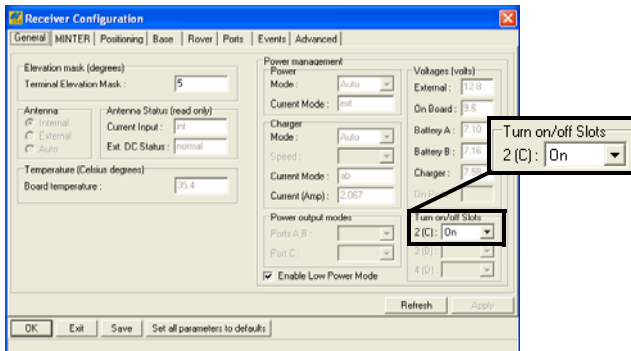 Receiver Configuration
General MINTER Positioning Base Rover Ports Events Advanced
Elevation mask (degrees)
Terminal Elevation Mask : 5
Antenna
Internal
External
Auto
Antenna Status (read only)
Current Input : int
Ext. DC Status : normal
Temperature (Celsius degrees)
Board temperature : 35.4
Power management
Power
Mode : Auto
Current Mode : ext
Charger
Mode : Auto
Speed :
Current Mode : ab
Current (Amp) : 2.067
Power output modes
Ports A,B :
Port C :
Enable Low Power Mode
Voltages (volts)
External : 12.8
On Board : 9.6
Battery A : 7.10
Battery B : 7.16
Charger : 7.58
Turn on/off Slots
2 (C) : On
3 (B) :
4 (D) :
Turn on/off Slots
2 (C) : On
Refresh Apply
OK Exit Save Set all parameters to defaults